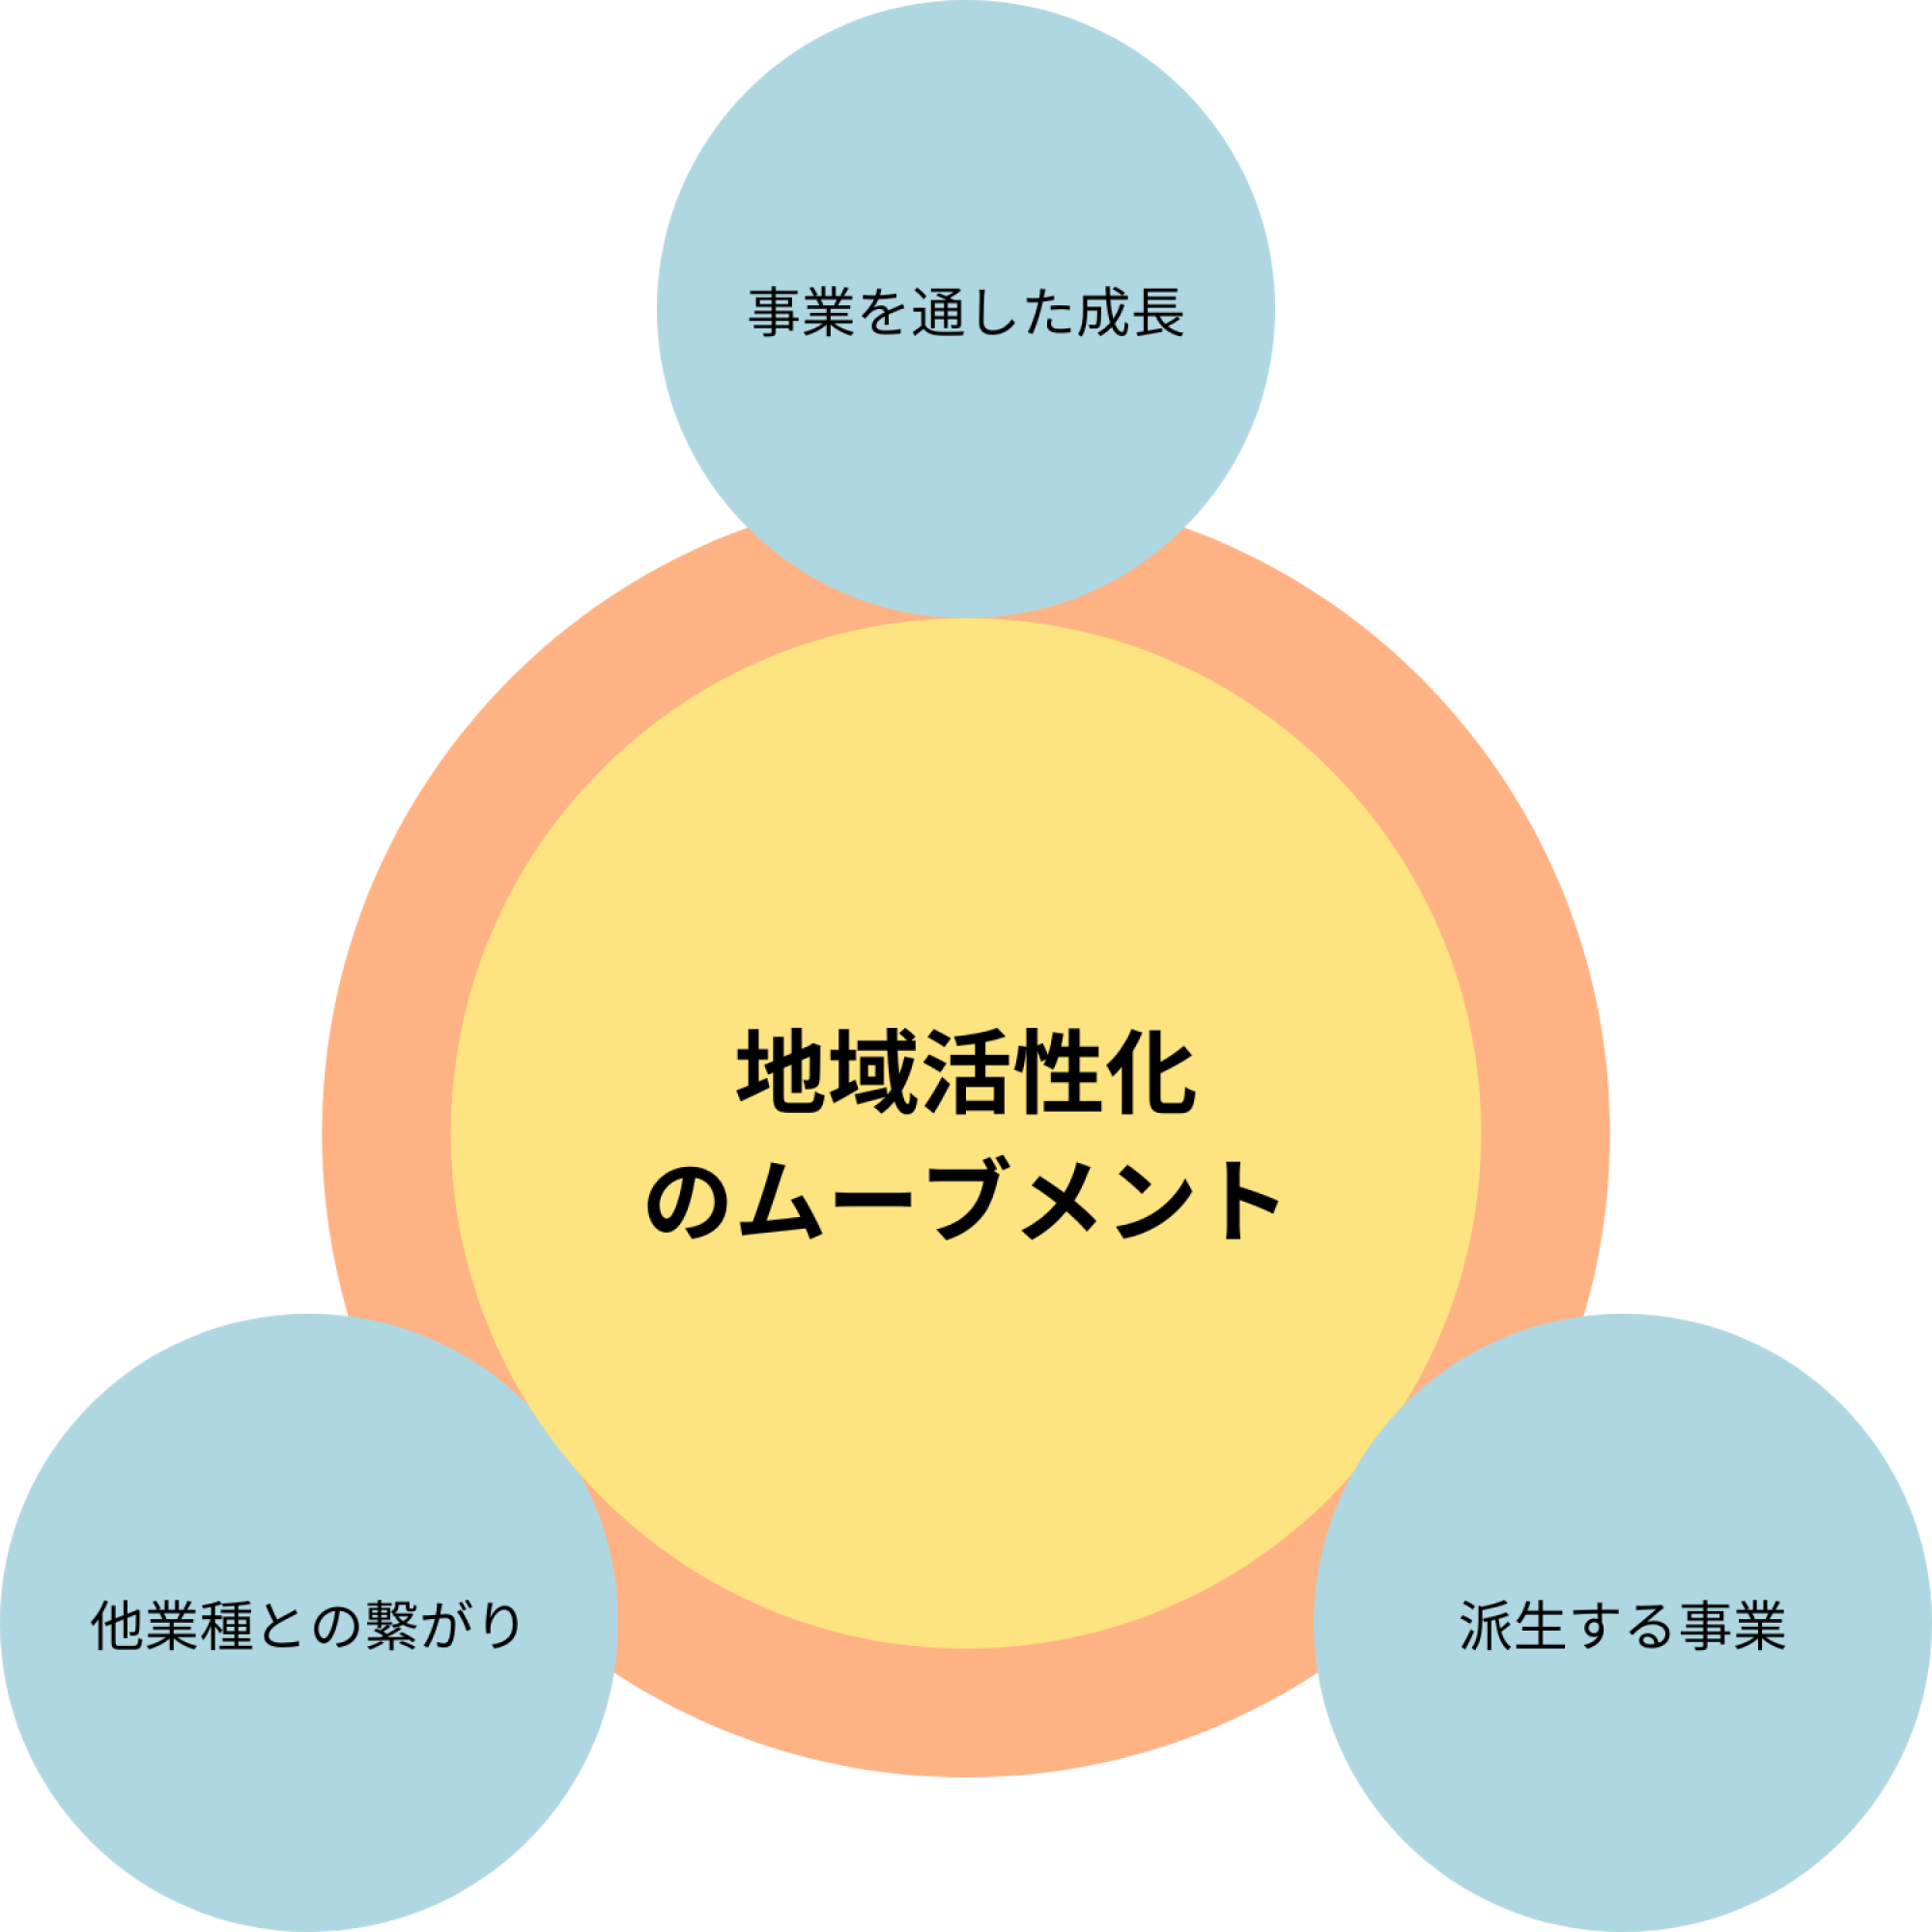 事業を通した成長
地域活性化
のムーブメント
他業種との繋がり
派生する事業